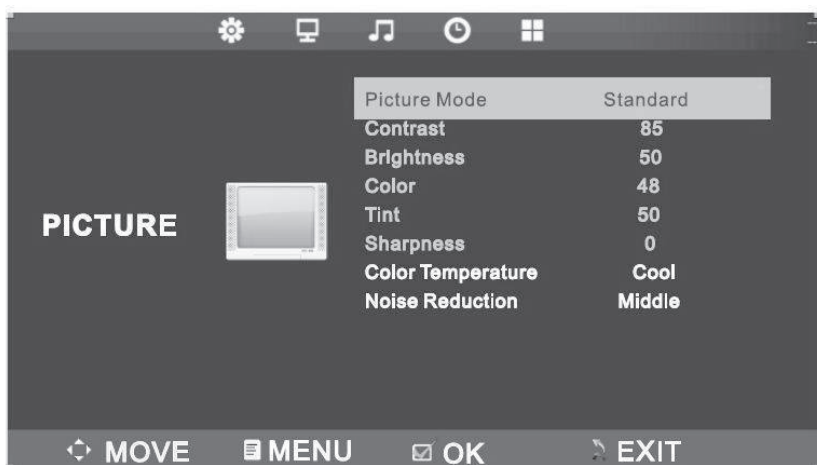 Picture Mode Standard
Contrast 85
Brightness 50
Color 48
PICTURE
Tint 50
Sharpness 0
Color Temperature Cool
Noise Reduction Middle
MOVE MENU OK EXIT